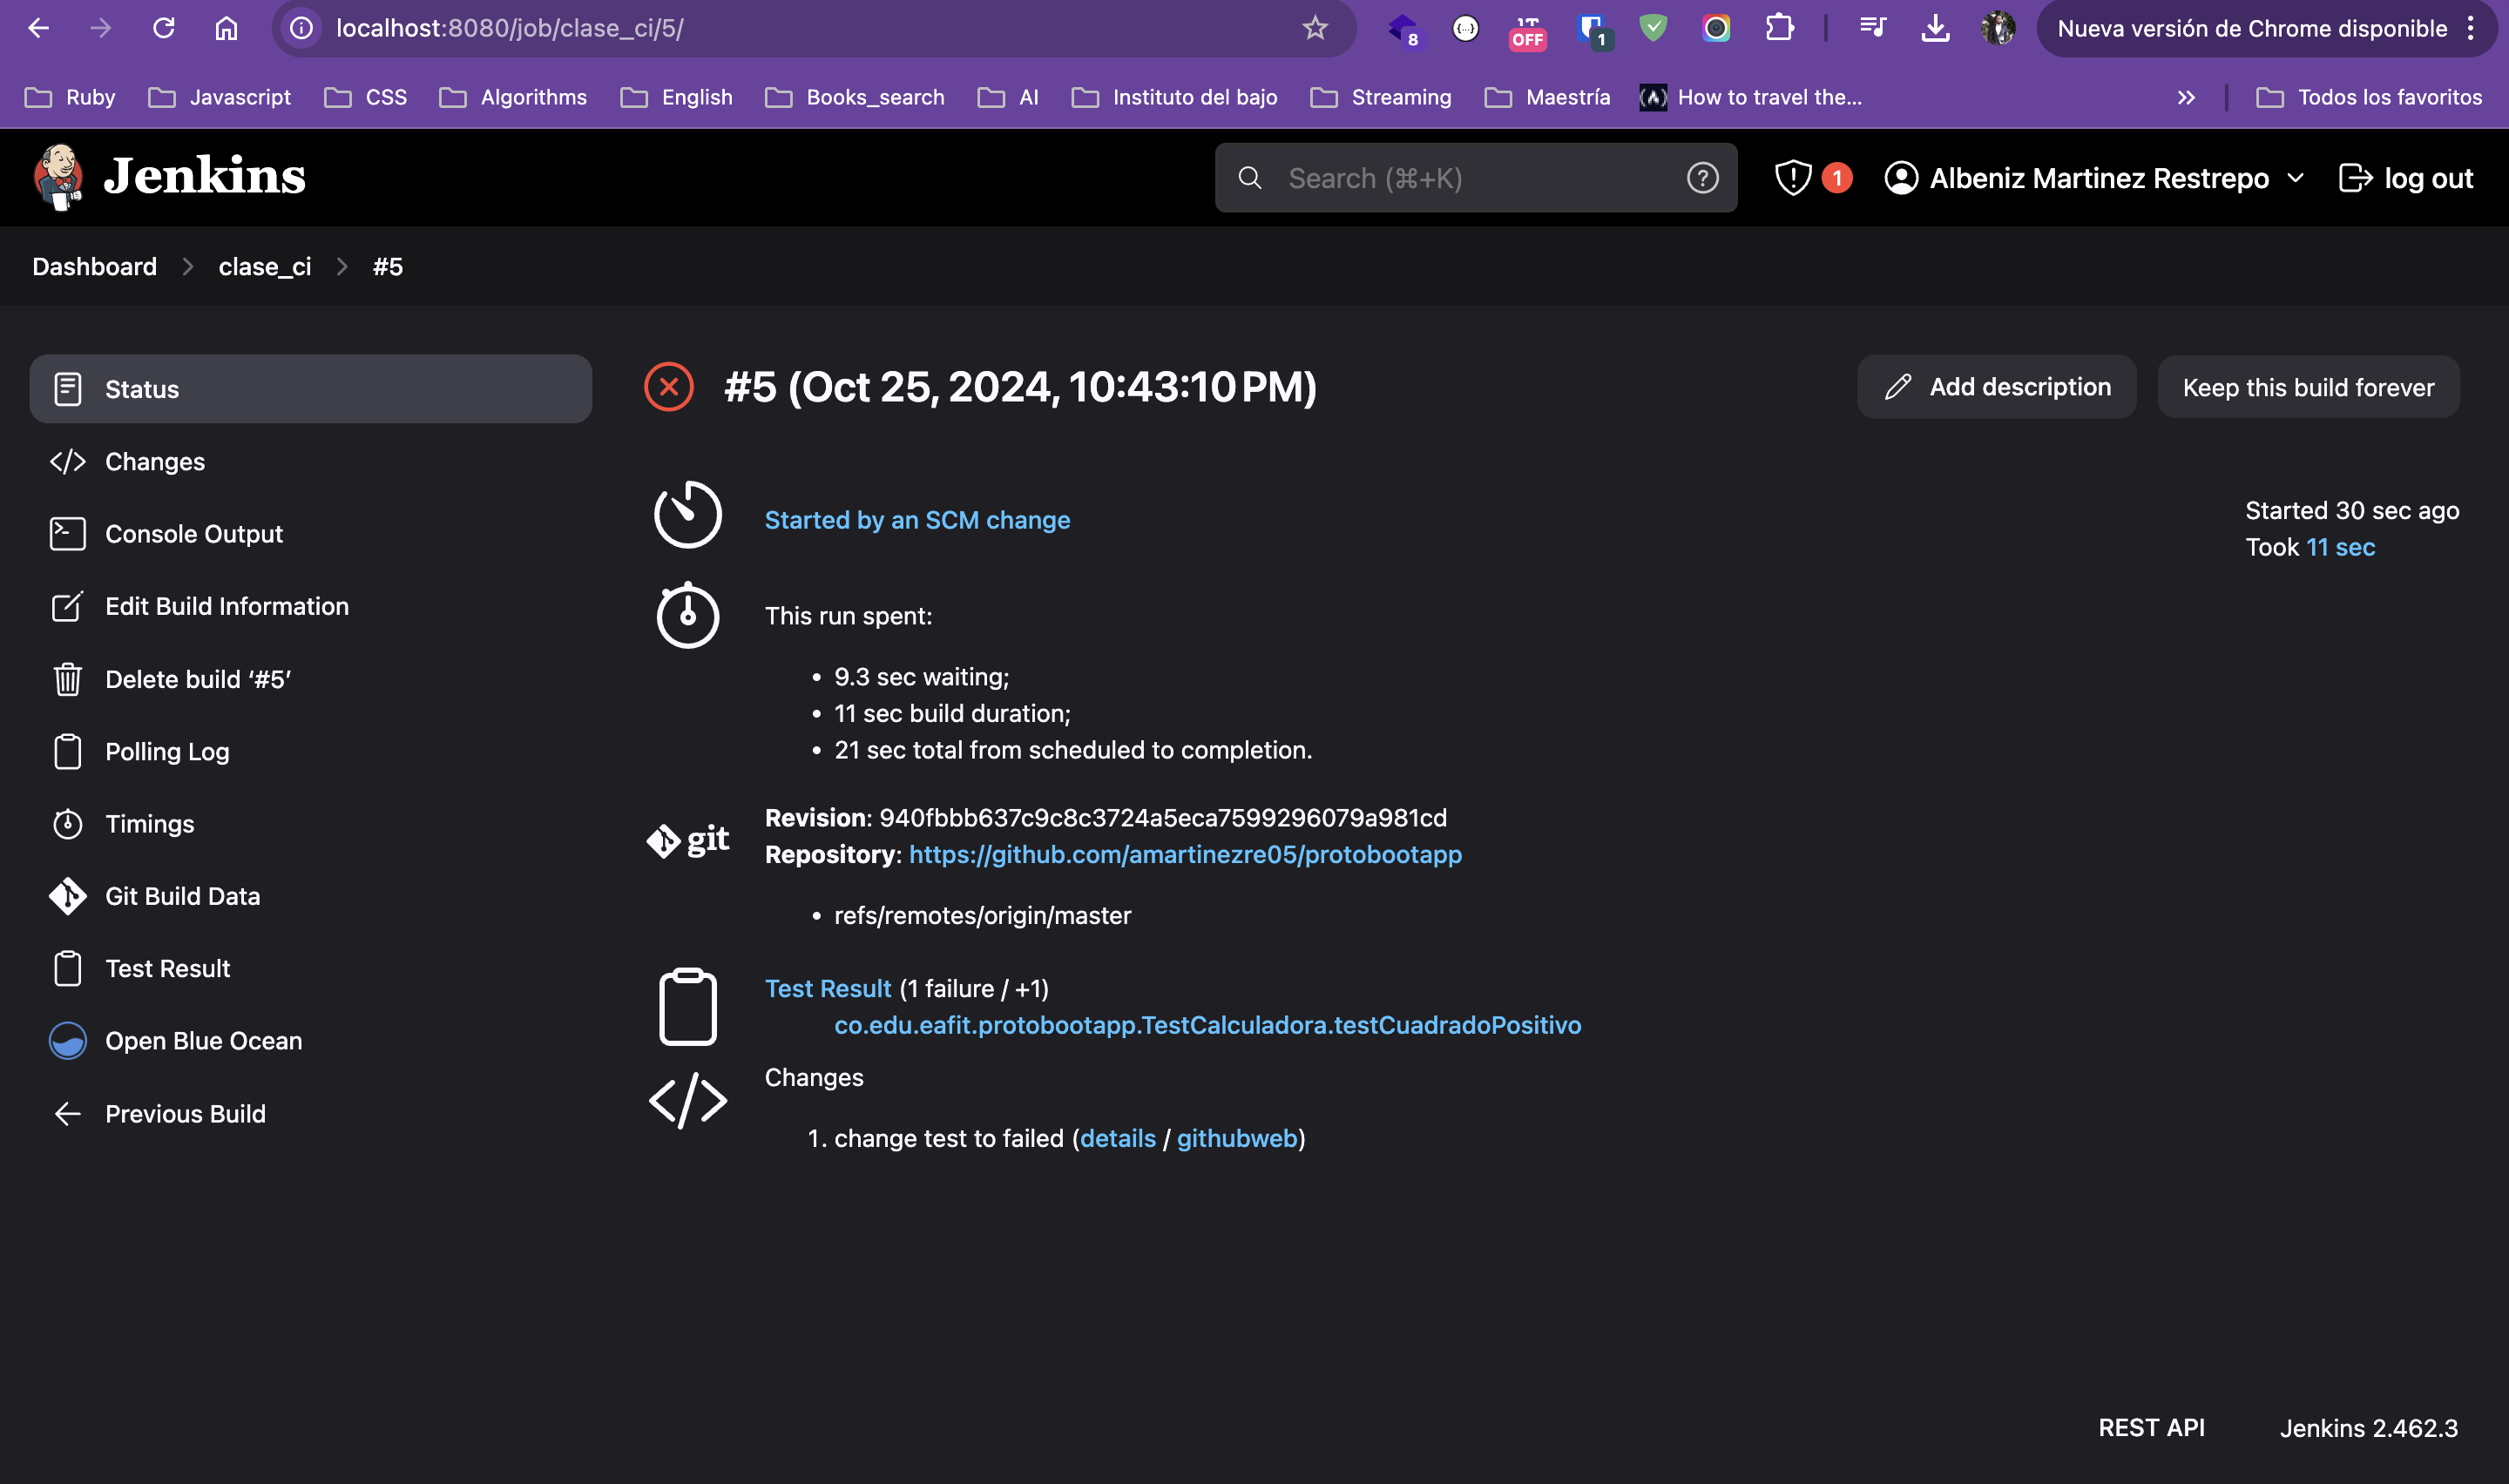 localhost:8080/job/clase_ci/5/
8
{...}
OFF
1
Nueva versión de Chrome disponible
Ruby
Javascript
CSS
Algorithms
English
Books_search
AI
Instituto del bajo
Streaming
Maestría
How to travel the...
Todos los favoritos
Jenkins
Search (⌘+K)
1
Albeniz Martinez Restrepo
log out
Dashboard > clase_ci > #5
Status
Changes
Console Output
Edit Build Information
Delete build ‘#5’
Polling Log
Timings
Git Build Data
Test Result
Open Blue Ocean
Previous Build
#5 (Oct 25, 2024, 10:43:10 PM)
Add description
Keep this build forever
Started by an SCM change
Started 30 sec ago
Took 11 sec
This run spent:
• 9.3 sec waiting;
• 11 sec build duration;
• 21 sec total from scheduled to completion.
git
Revision: 940fbbb637c9c8c3724a5eca7599296079a981cd
Repository: https://github.com/amartinezre05/protobootapp
• refs/remotes/origin/master
Test Result (1 failure / +1)
co.edu.eafit.protobootapp.TestCalculadora.testCuadradoPositivo
Changes
1. change test to failed (details / githubweb)
REST API
Jenkins 2.462.3